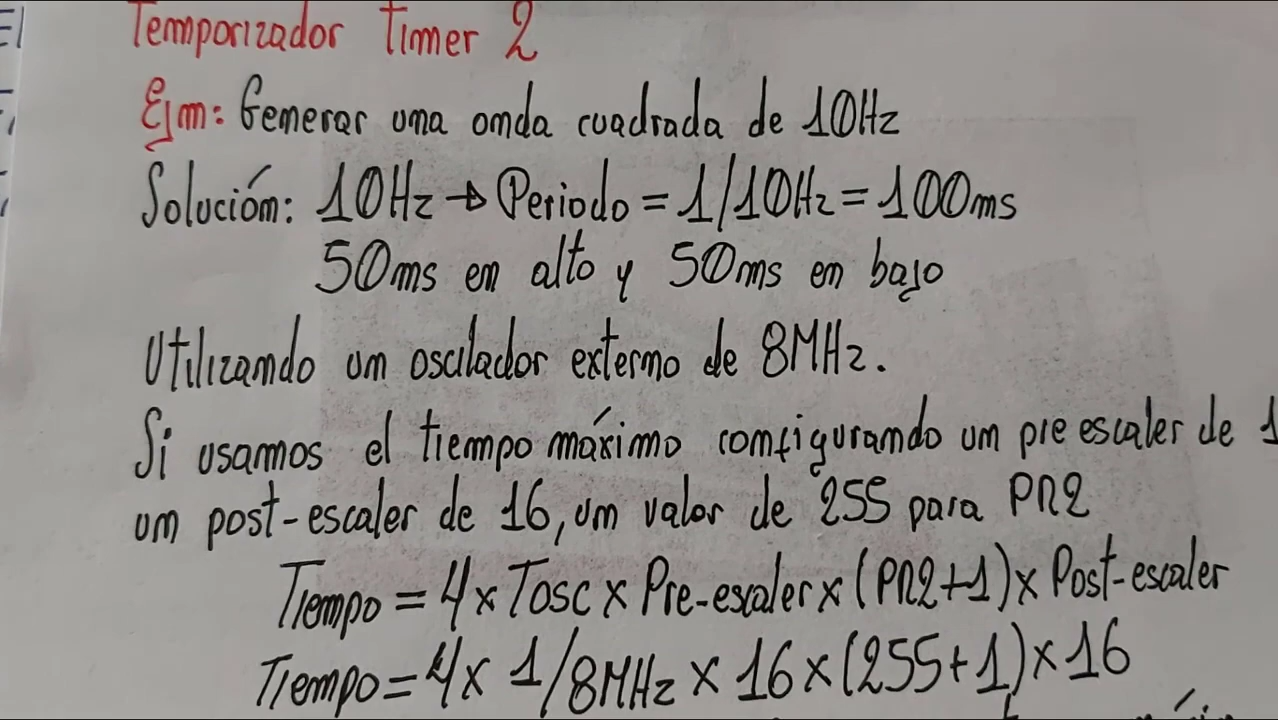 Temporizador Timer 2
Ejm: Generar una onda cuadrada de 10Hz
Solución: 10Hz → Periodo = 1/10Hz = 100ms
50ms en alto y 50ms en bajo
Utilizando un oscilador externo de 8MHz.
Si usamos el tiempo máximo configurando un pre escaler de 1
un post-escaler de 16, un valor de 255 para PR2
Tiempo = 4 x Tosc x Pre-escaler x (PR2+1) x Post-escaler
Tiempo = 4 x 1/8MHz x 16 x (255+1) x 16